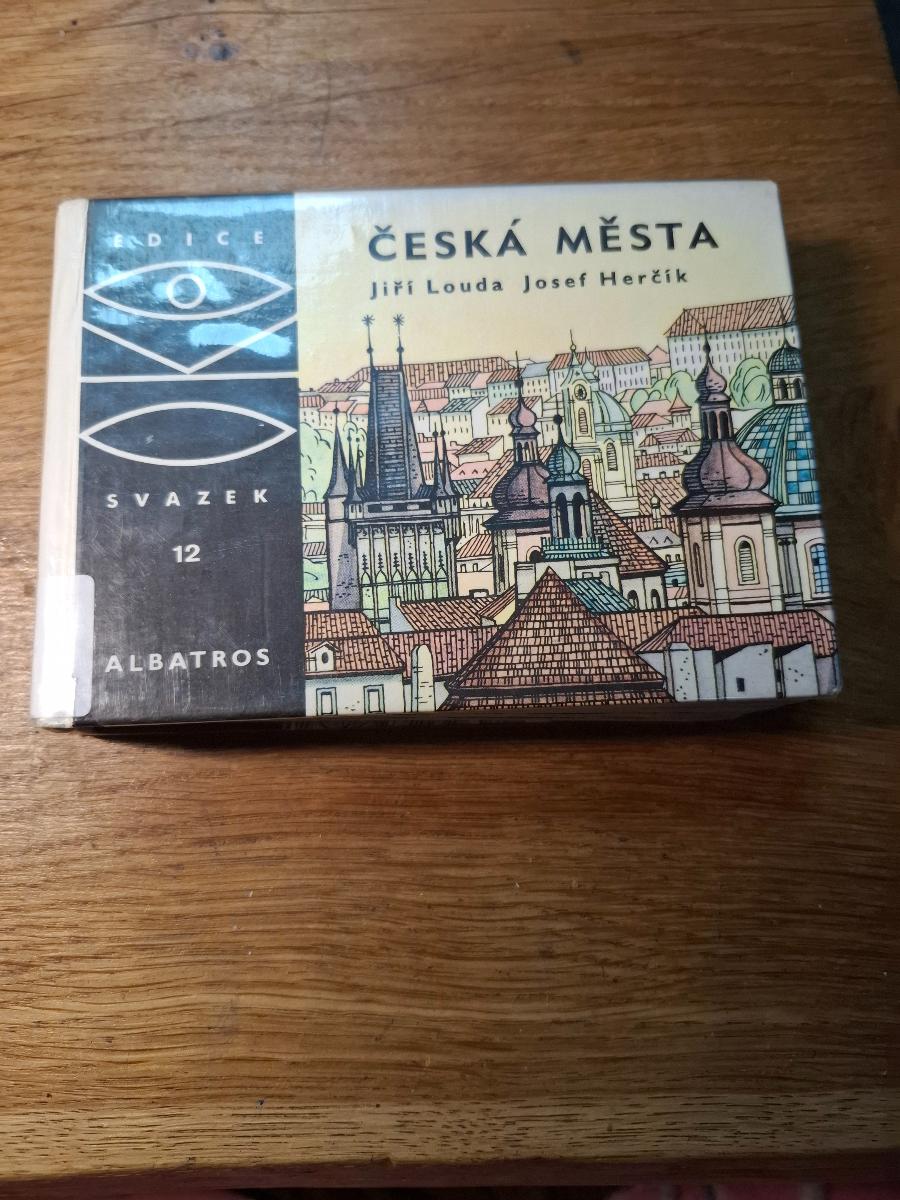 EDICE
SVAZEK
12
ALBATROS
ČESKÁ MĚSTA
Jiří Louda Josef Herčík